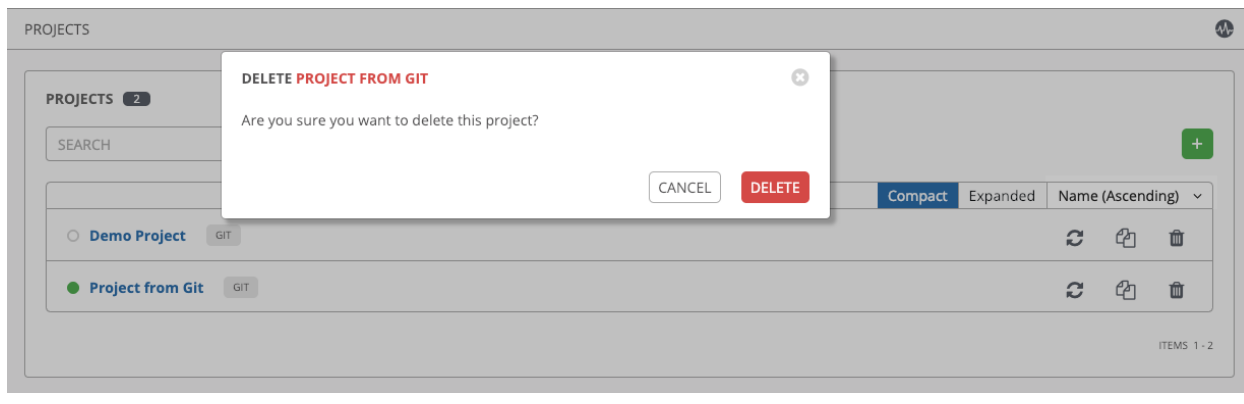 PROJECTS
DELETE PROJECT FROM GIT
Are you sure you want to delete this project?
CANCEL DELETE
PROJECTS 2
SEARCH
+
Compact Expanded Name (Ascending)
Demo Project GIT
Project from Git GIT
ITEMS 1 - 2